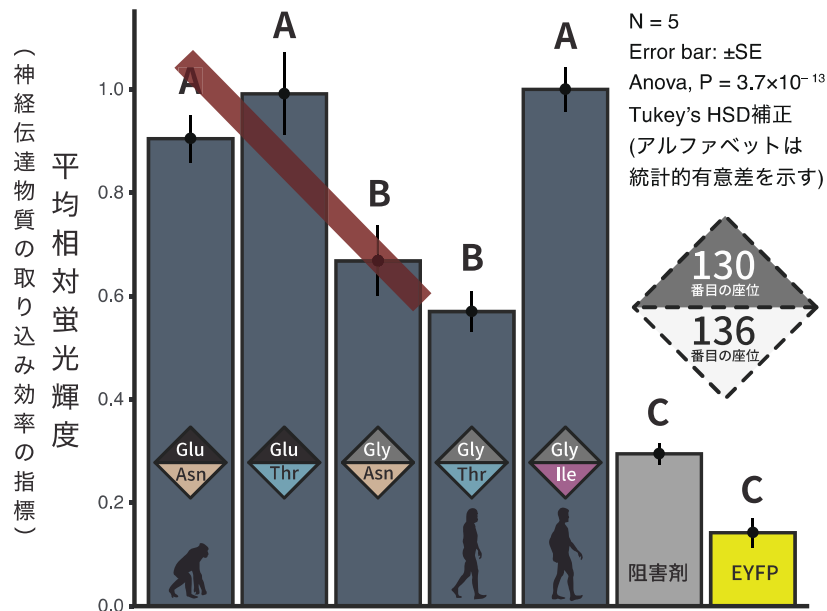 (神経伝達物質の取り込み効率の指標)
平均相対蛍光輝度
1.0
0.8
0.6
0.4
0.2
0.0
A
A
B
B
A
C
C
Glu
Asn
Glu
Thr
Gly
Asn
Gly
Thr
Gly
Ile
阻害剤
EYFP
N = 5
Error bar: ±SE
Anova, P = 3.7×10⁻¹³
Tukey's HSD補正
(アルファベットは
統計的有意差を示す)
130
番目の座位
136
番目の座位